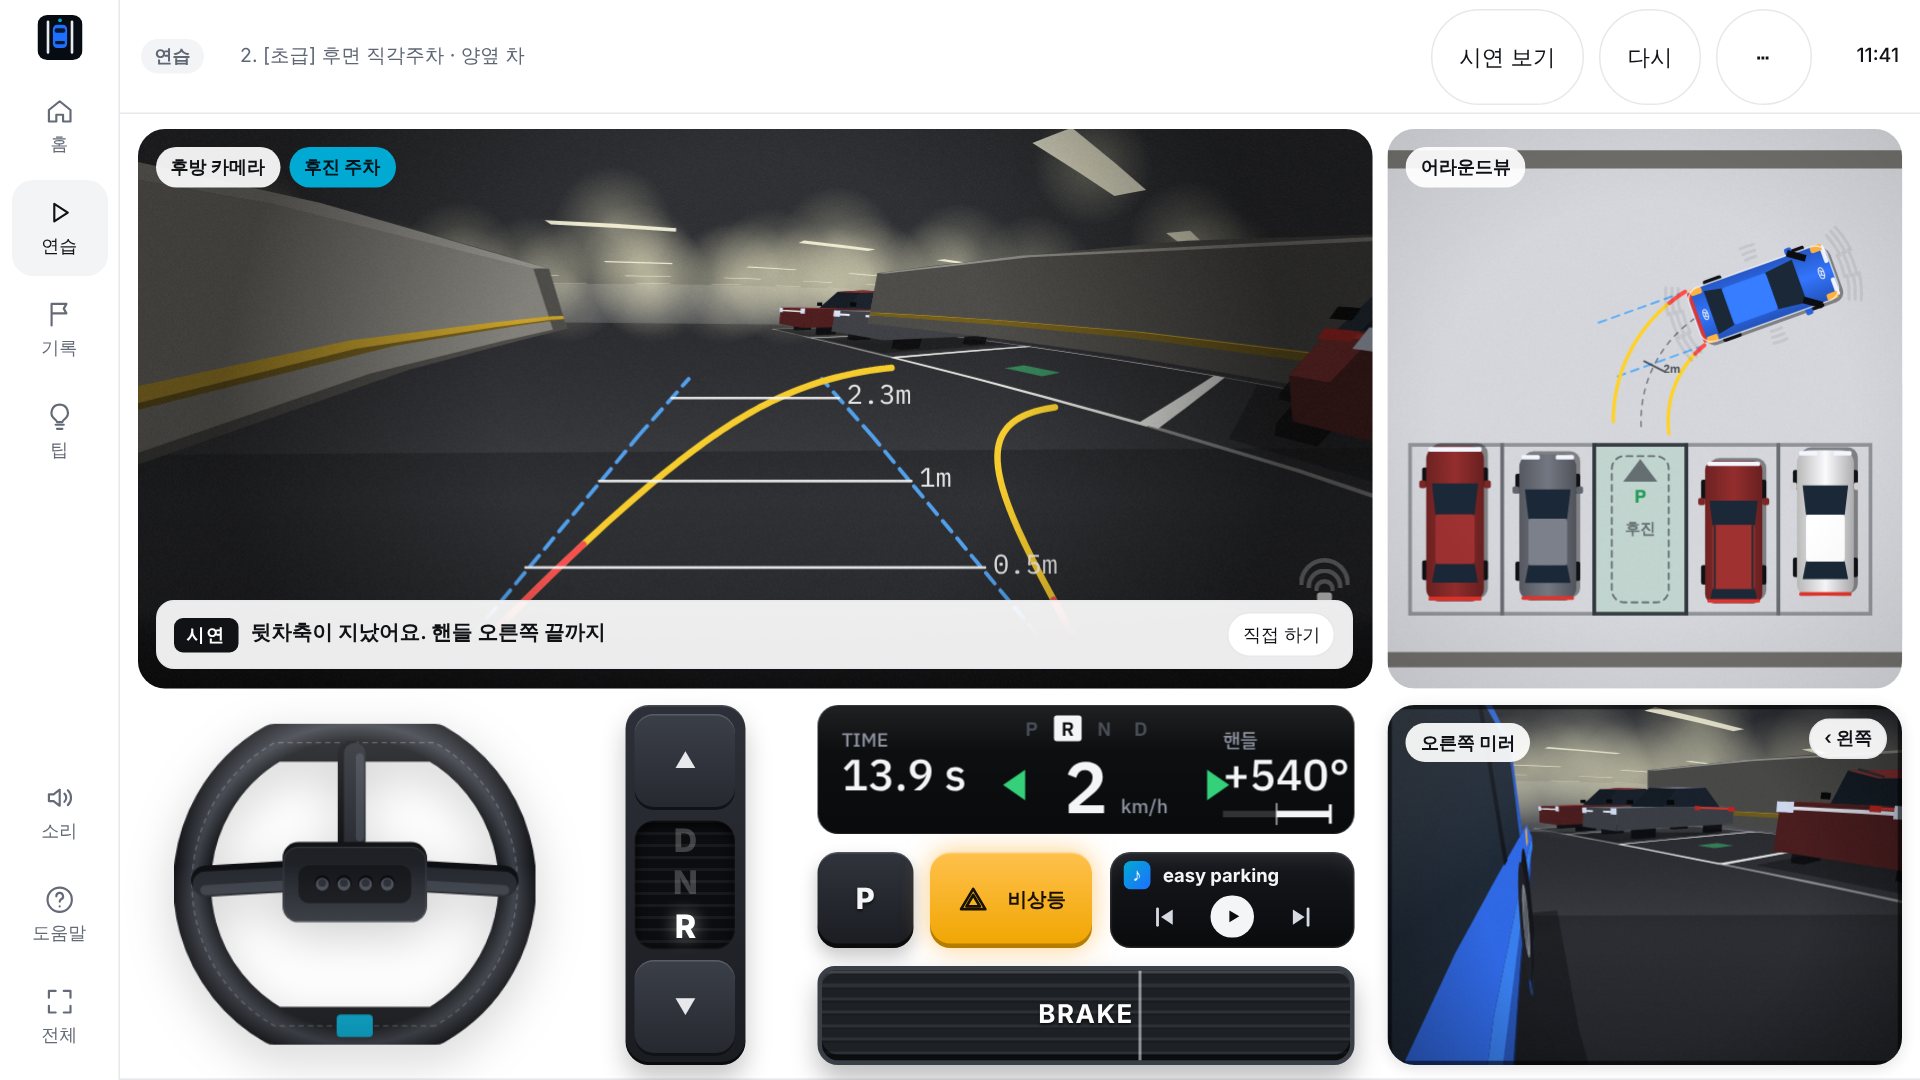 연습
2. [초급] 후면 직각주차 · 양옆 차
시연 보기
다시
···
11:41
홈
연습
기록
팁
소리
도움말
전체
후방 카메라
후진 주차
2.3m
1m
0.5m
시연
뒷차축이 지났어요. 핸들 오른쪽 끝까지
직접 하기
어라운드뷰
2m
P
후진
D
N
R
P R N D
TIME
13.9 s
2 km/h
핸들
+540°
P
비상등
easy parking
BRAKE
오른쪽 미러
‹ 왼쪽